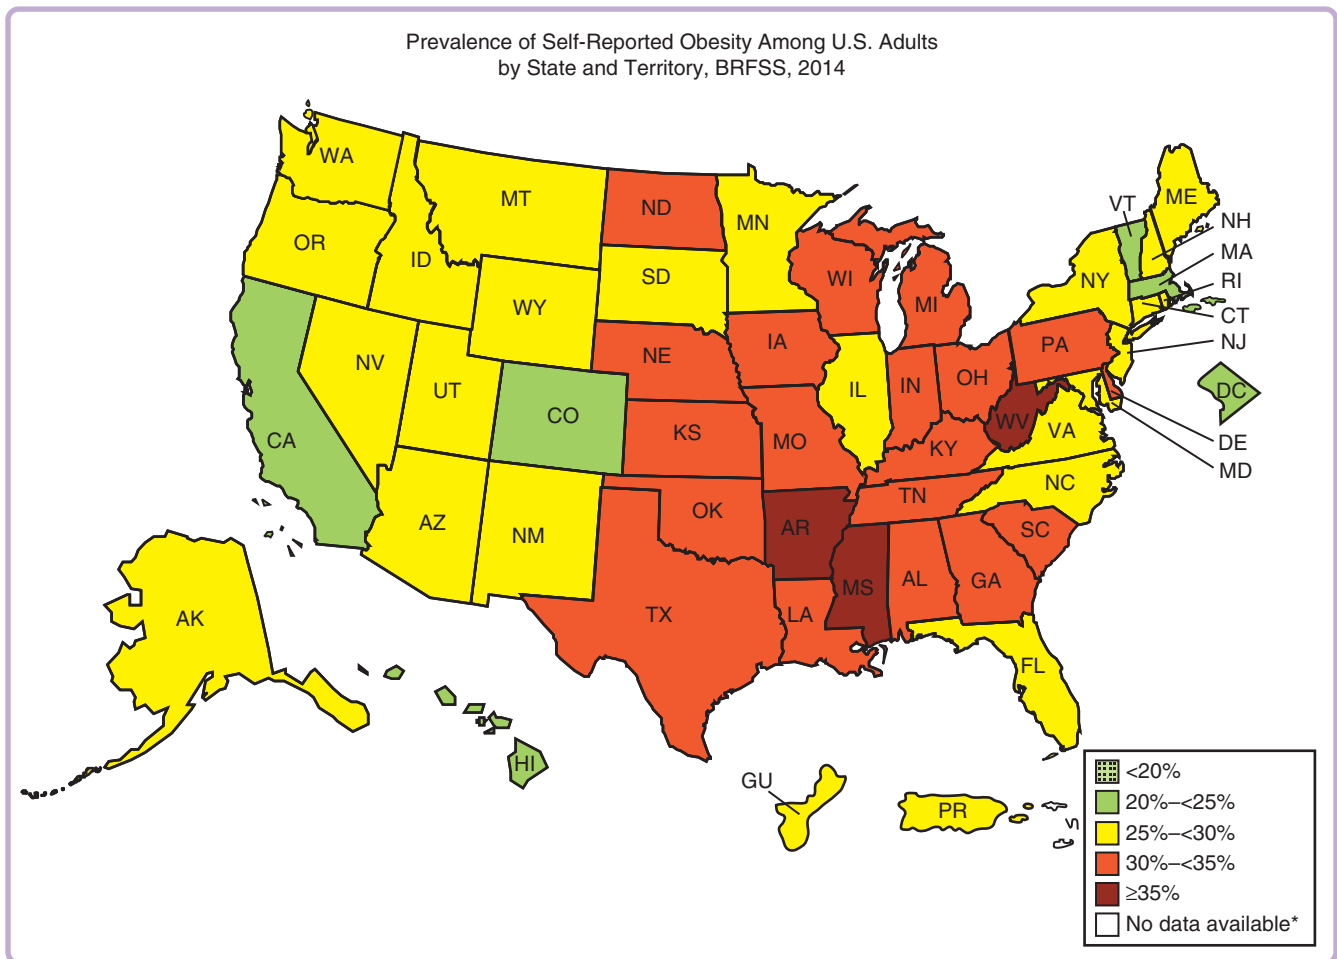 Prevalence of Self-Reported Obesity Among U.S. Adults
by State and Territory, BRFSS, 2014
WA
MT
ND
MN
VT
ME
NH
OR
ID
SD
WI
MI
NY
MA
RI
WY
CT
NV
UT
NE
IA
PA
NJ
CO
IL
IN
OH
DC
CA
KS
MO
KY
WV
VA
DE
MD
AZ
NM
OK
AR
TN
NC
SC
TX
LA
MS
AL
GA
AK
FL
HI
GU
PR
<20%
20%–<25%
25%–<30%
30%–<35%
≥35%
No data available*